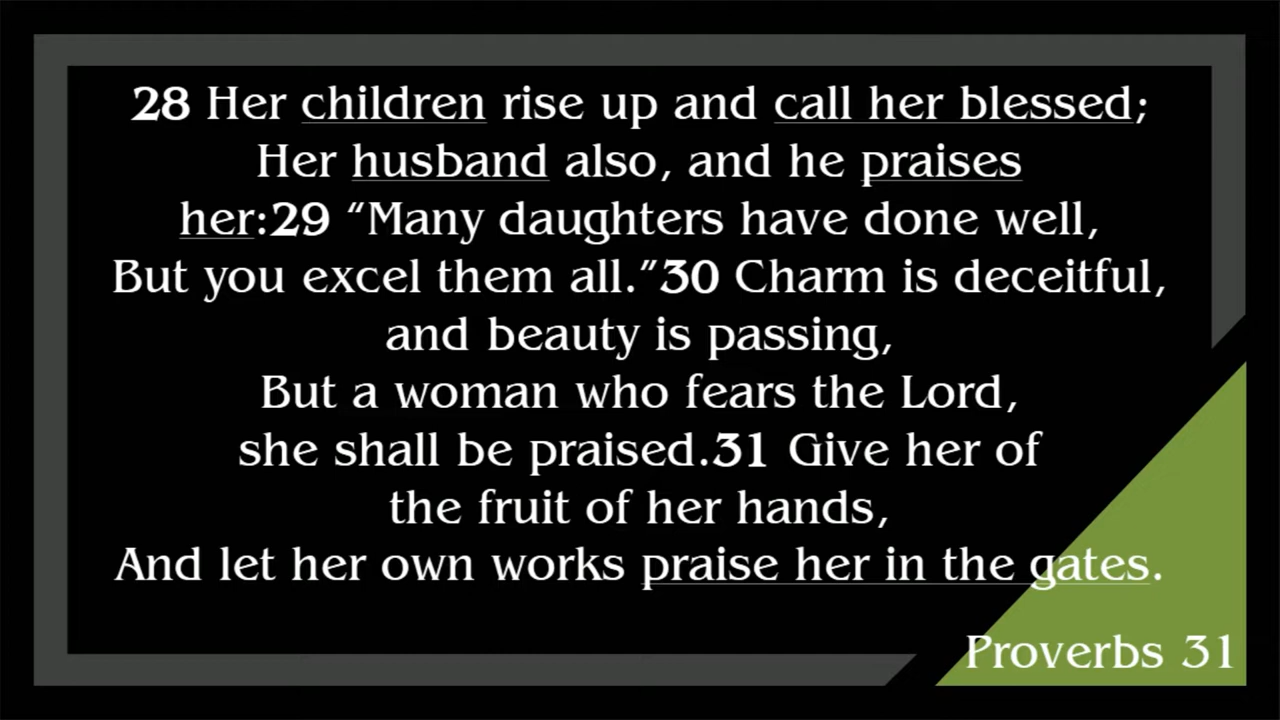 28 Her children rise up and call her blessed;
Her husband also, and he praises
her:29 “Many daughters have done well,
But you excel them all.”30 Charm is deceitful,
and beauty is passing,
But a woman who fears the Lord,
she shall be praised.31 Give her of
the fruit of her hands,
And let her own works praise her in the gates.
Proverbs 31